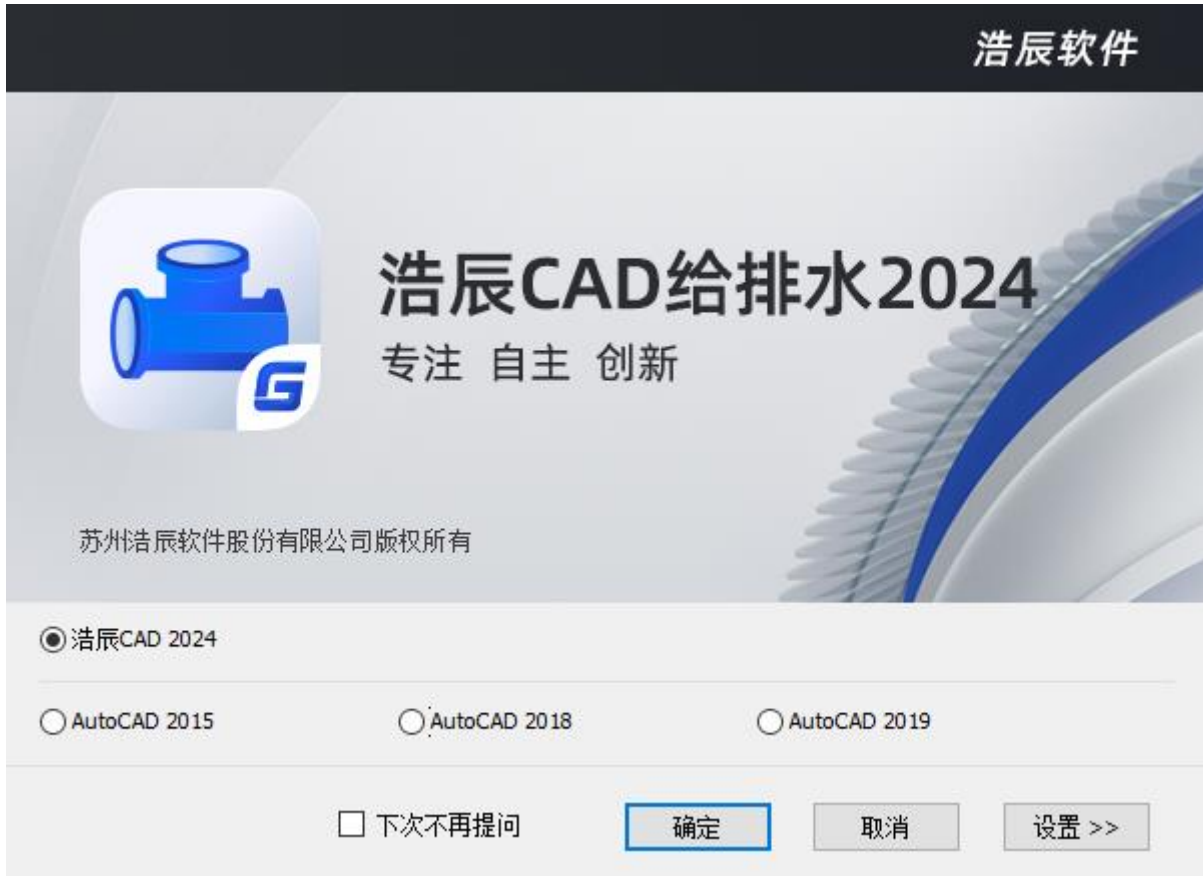 浩辰软件
浩辰CAD给排水2024
专注 自主 创新
苏州浩辰软件股份有限公司版权所有
浩辰CAD 2024
AutoCAD 2015 AutoCAD 2018 AutoCAD 2019
下次不再提问 确定 取消 设置 >>